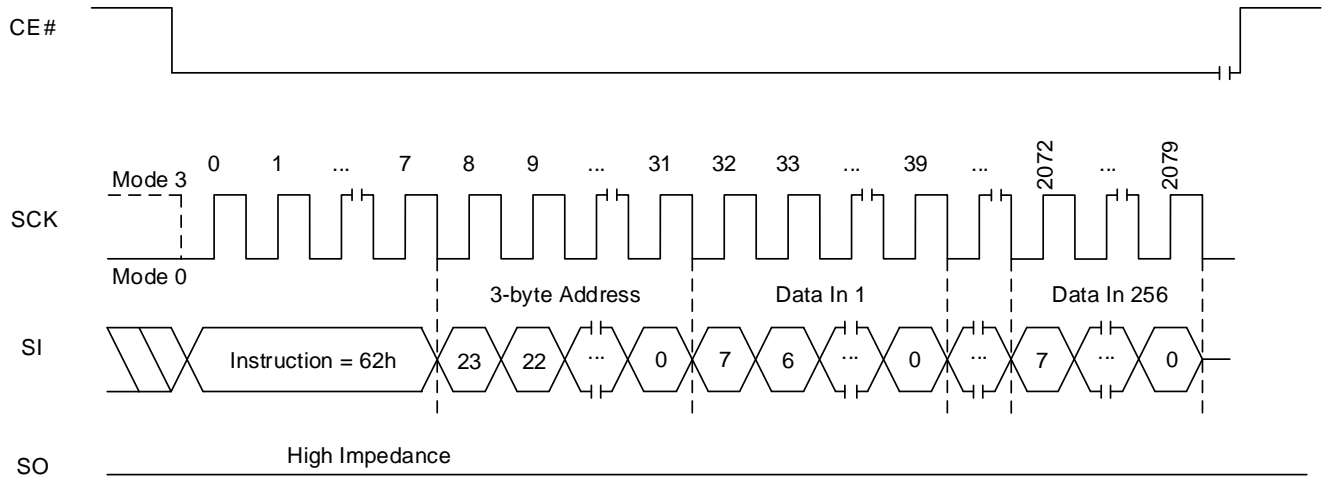 CE#
0 1 ... 7 8 9 ... 31 32 33 ... 39 ... 2072 ... 2079
Mode 3
SCK
Mode 0
3-byte Address Data In 1 Data In 256
SI
Instruction = 62h 23 22 ... 0 7 6 ... 0 ... 7 ... 0
High Impedance
SO